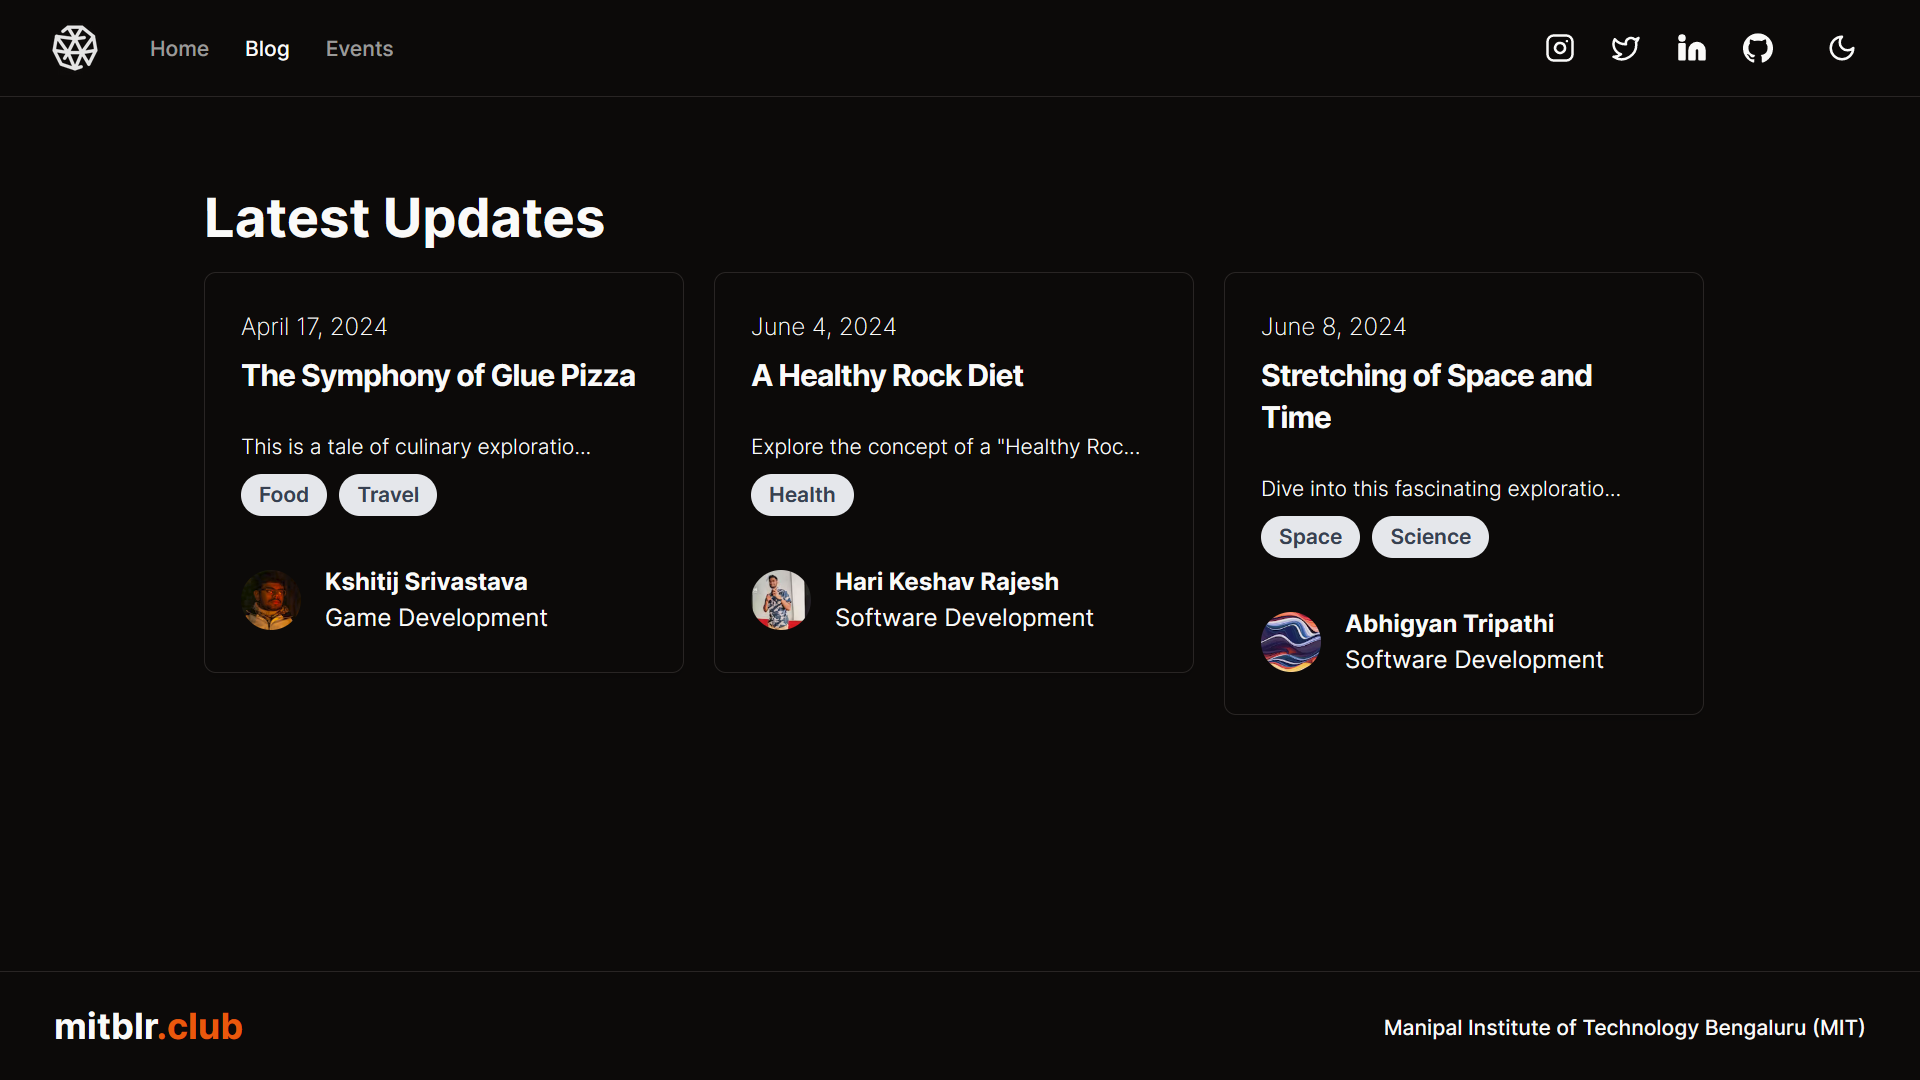 Home
Blog
Events
Latest Updates
April 17, 2024
The Symphony of Glue Pizza
This is a tale of culinary exploratio...
Food
Travel
Kshitij Srivastava
Game Development
June 4, 2024
A Healthy Rock Diet
Explore the concept of a "Healthy Roc...
Health
Hari Keshav Rajesh
Software Development
June 8, 2024
Stretching of Space and
Time
Dive into this fascinating exploratio...
Space
Science
Abhigyan Tripathi
Software Development
mitblr.club
Manipal Institute of Technology Bengaluru (MIT)